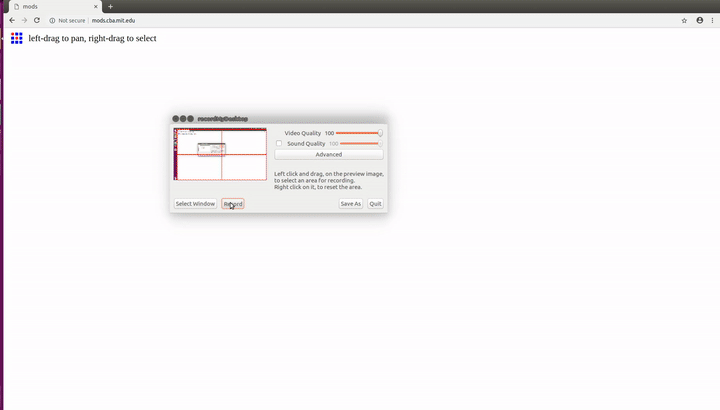 mods
Not secure | mods.cba.mit.edu
left-drag to pan, right-drag to select
recordMyDesktop
Video Quality 100
Sound Quality 100
Advanced
Left click and drag, on the preview image,
to select an area for recording.
Right click on it, to reset the area.
Select Window Record Save As Quit